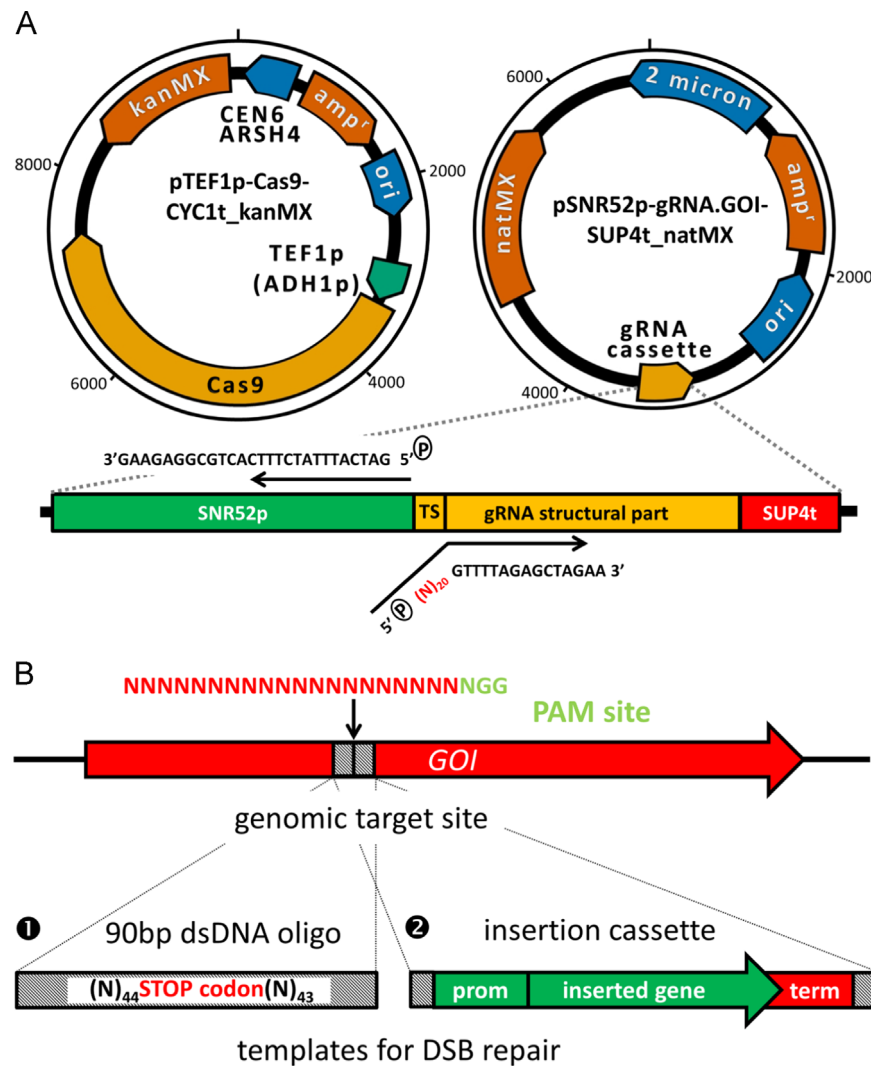 A
kanMX
CEN6
ARSH4
ampr
ori
2000
8000
pTEF1p-Cas9-
CYC1t_kanMX
TEF1p
(ADH1p)
Cas9
4000
6000
2 micron
6000
ampr
natMX
pSNR52p-gRNA.GOI-
SUP4t_natMX
2000
ori
gRNA
cassette
4000
3'GAAGAGGCGTCACTTTCTATTTACTAG 5' P
SNR52p
TS
gRNA structural part
SUP4t
5' P (N)20 GTTTTAGAGCTAGAA 3'
B
NNNNNNNNNNNNNNNNNNNNNGG
PAM site
GOI
genomic target site
1 90bp dsDNA oligo
2 insertion cassette
(N)44STOP codon(N)43
prom
inserted gene
term
templates for DSB repair